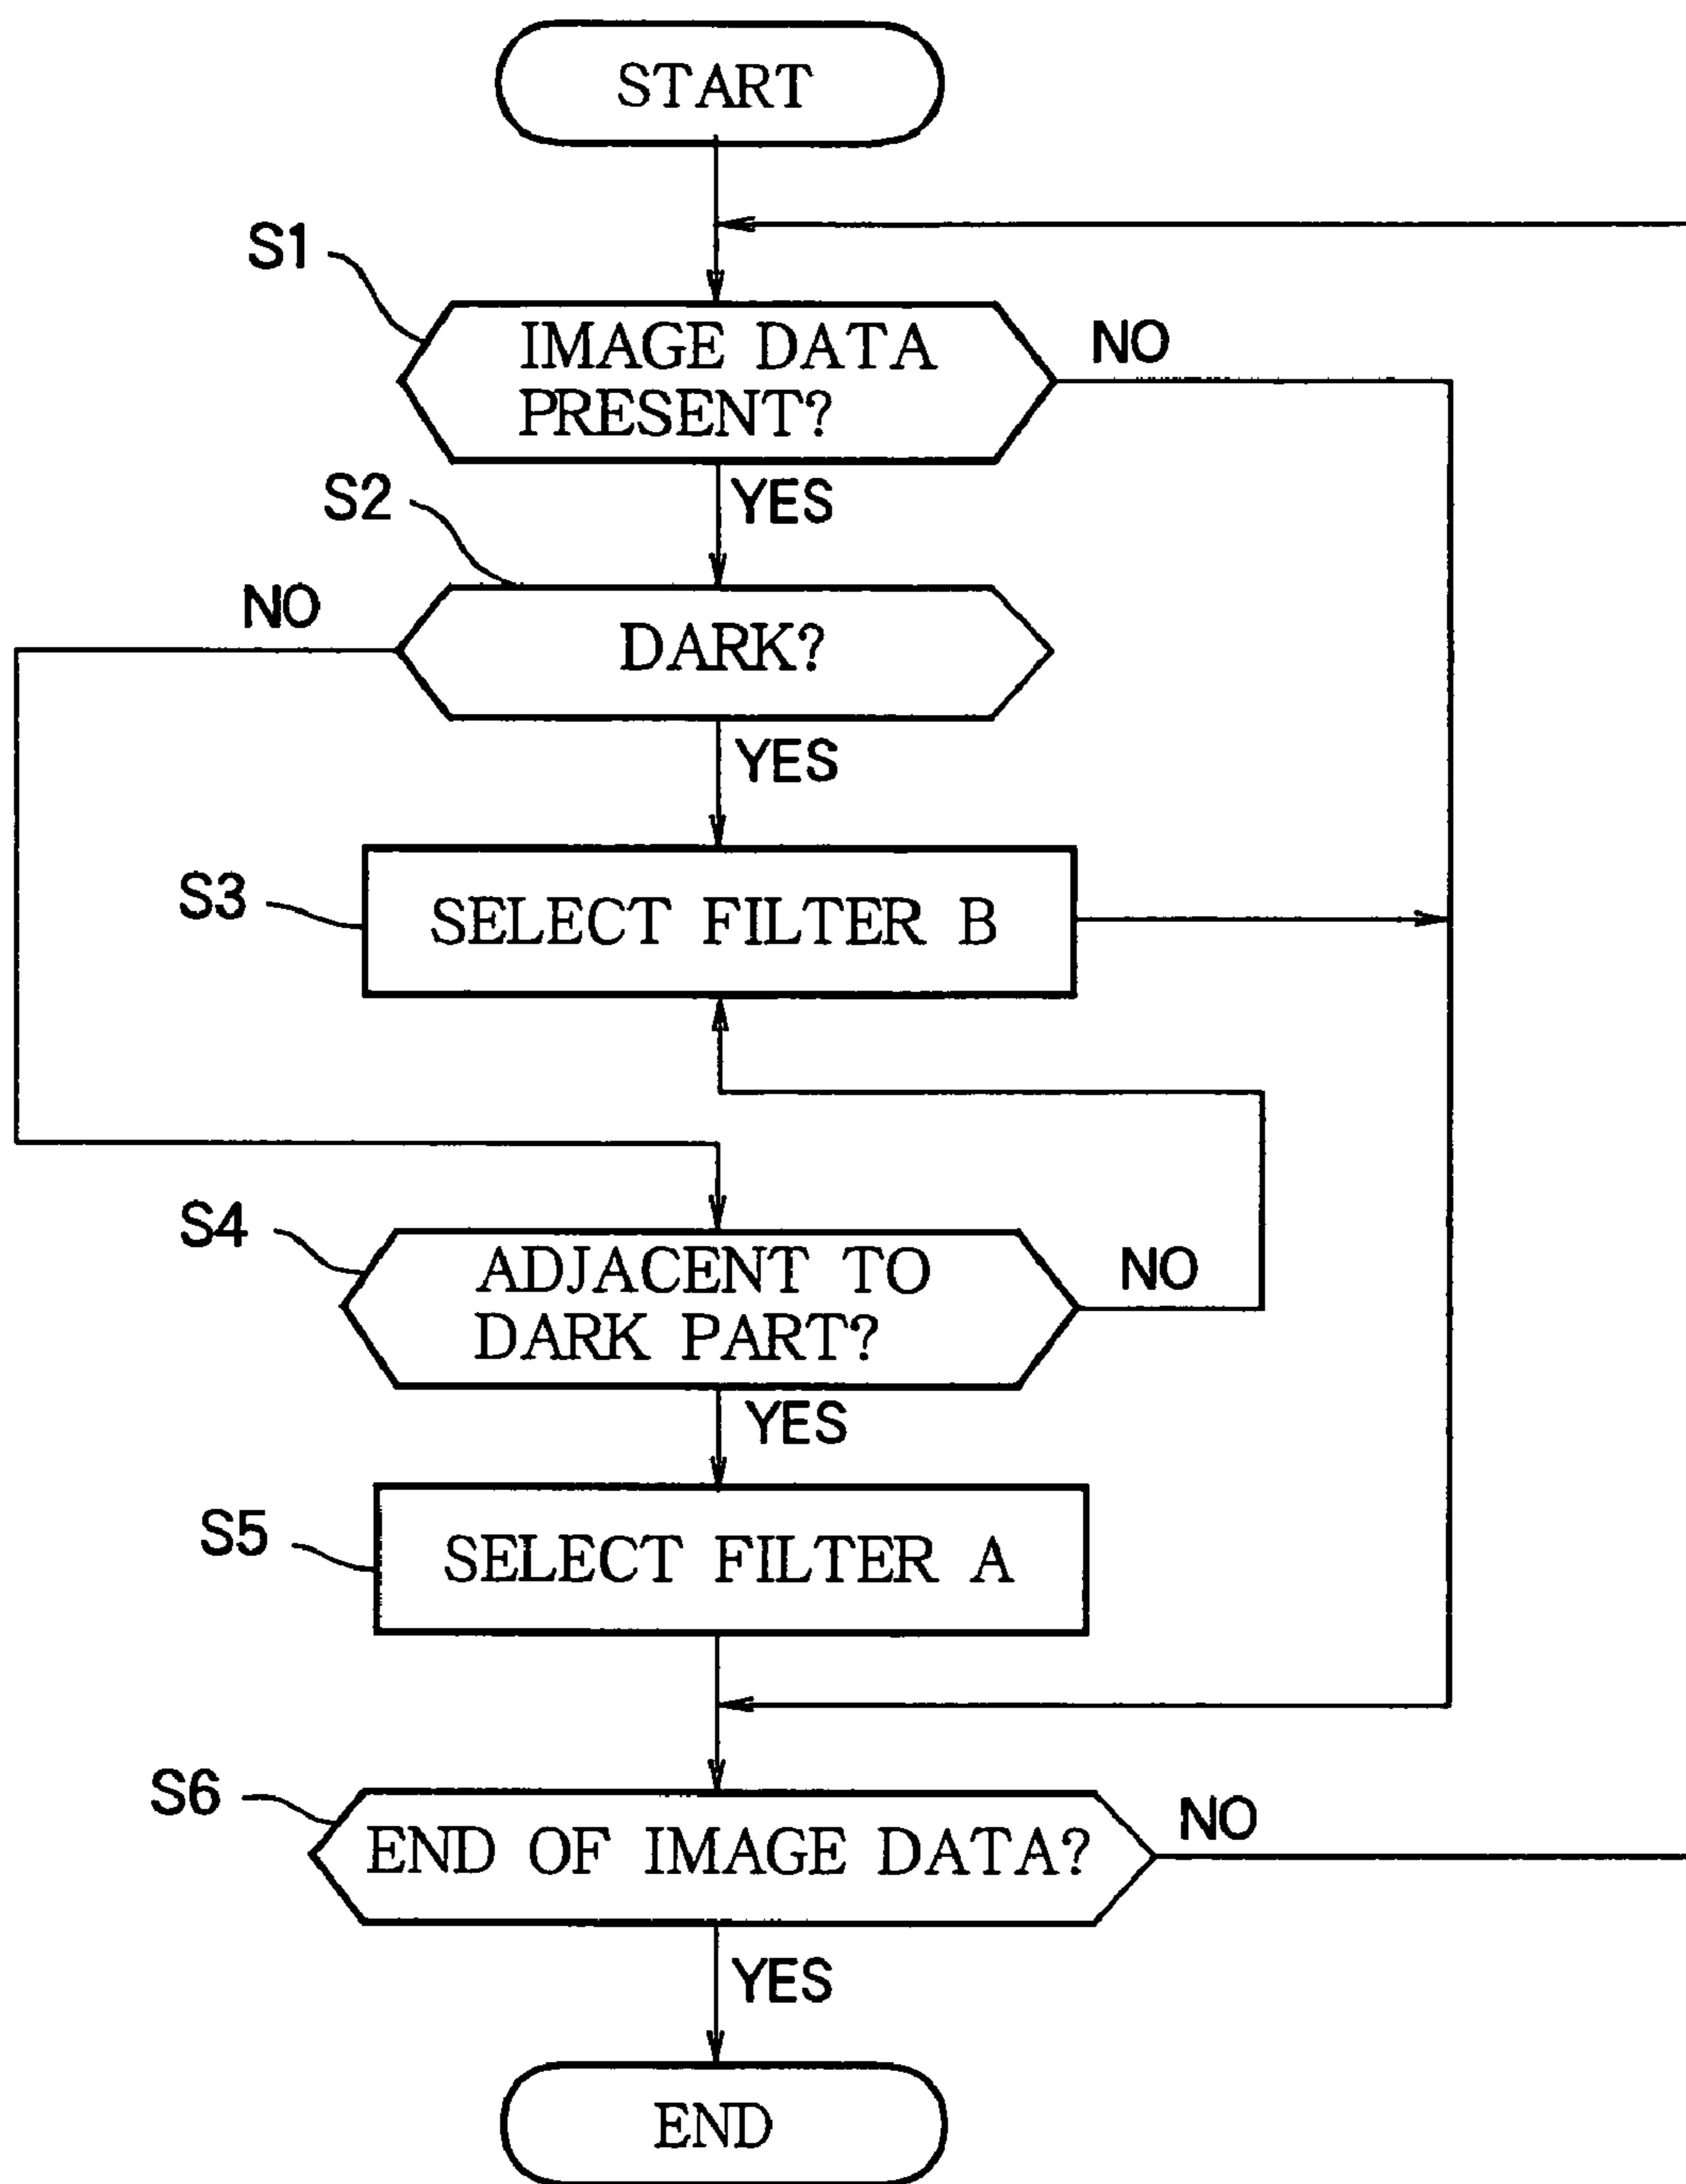 START
S1
IMAGE DATA
PRESENT?
NO
YES
S2
NO
DARK?
YES
S3
SELECT FILTER B
S4
ADJACENT TO
DARK PART?
NO
YES
S5
SELECT FILTER A
S6
END OF IMAGE DATA?
NO
YES
END